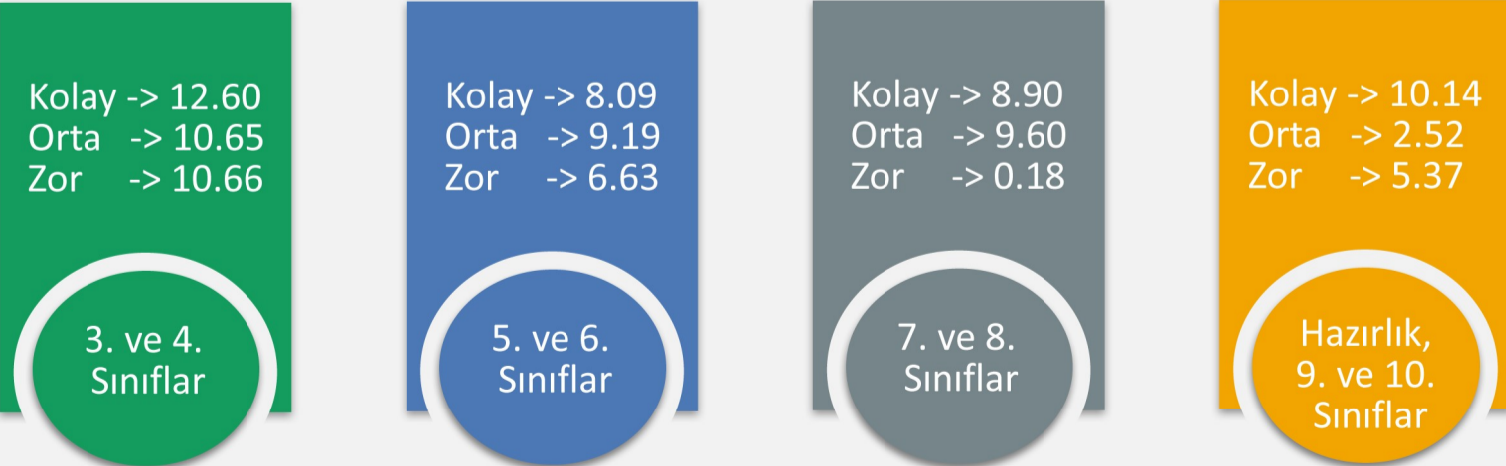 Kolay -> 12.60
Orta -> 10.65
Zor -> 10.66
3. ve 4.
Sınıflar
Kolay -> 8.09
Orta -> 9.19
Zor -> 6.63
5. ve 6.
Sınıflar
Kolay -> 8.90
Orta -> 9.60
Zor -> 0.18
7. ve 8.
Sınıflar
Kolay -> 10.14
Orta -> 2.52
Zor -> 5.37
Hazırlık,
9. ve 10.
Sınıflar